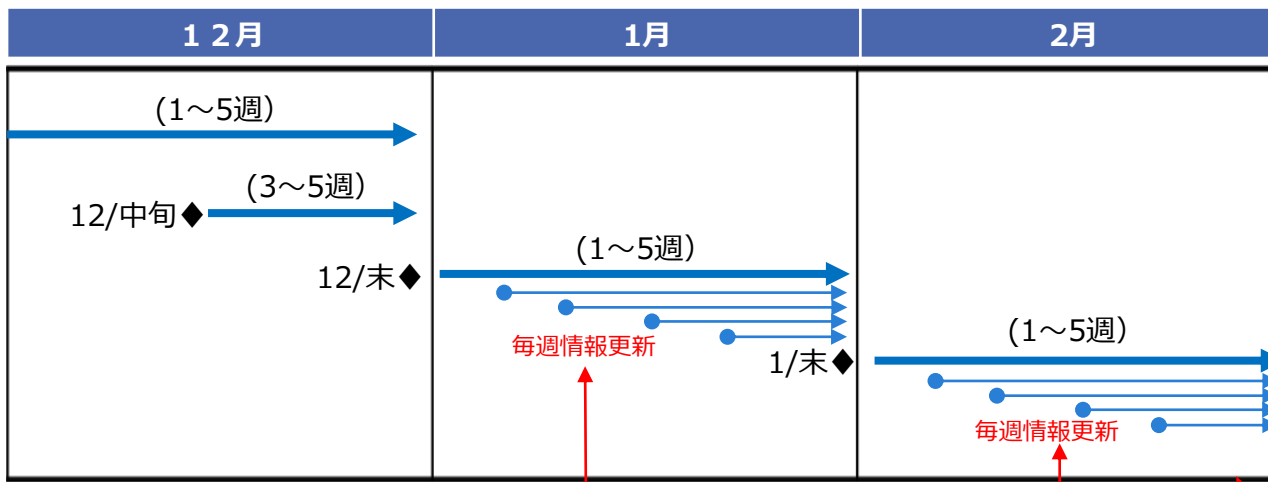 １２月
1月
2月
(1～5週）
(3～5週）
12/中旬◆
(1～5週）
12/末◆
(1～5週）
毎週情報更新
1/末◆
毎週情報更新